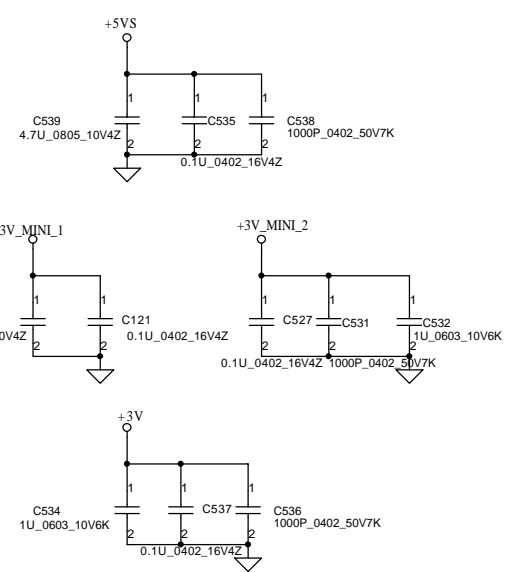 +5VS
1
1
1
C539
C535
C538
4.7U_0805_10V4Z
1000P_0402_50V7K
2
2
2
0.1U_0402_16V4Z
3V_MINI_1
+3V_MINI_2
1
1
1
1
1
C121
C527
C531
C532
0V4Z
0.1U_0402_16V4Z
1U_0603_10V6K
2
2
2
2
2
0.1U_0402_16V4Z
1000P_0402_50V7K
+3V
1
1
1
C534
C537
C536
1U_0603_10V6K
1000P_0402_50V7K
2
2
2
0.1U_0402_16V4Z